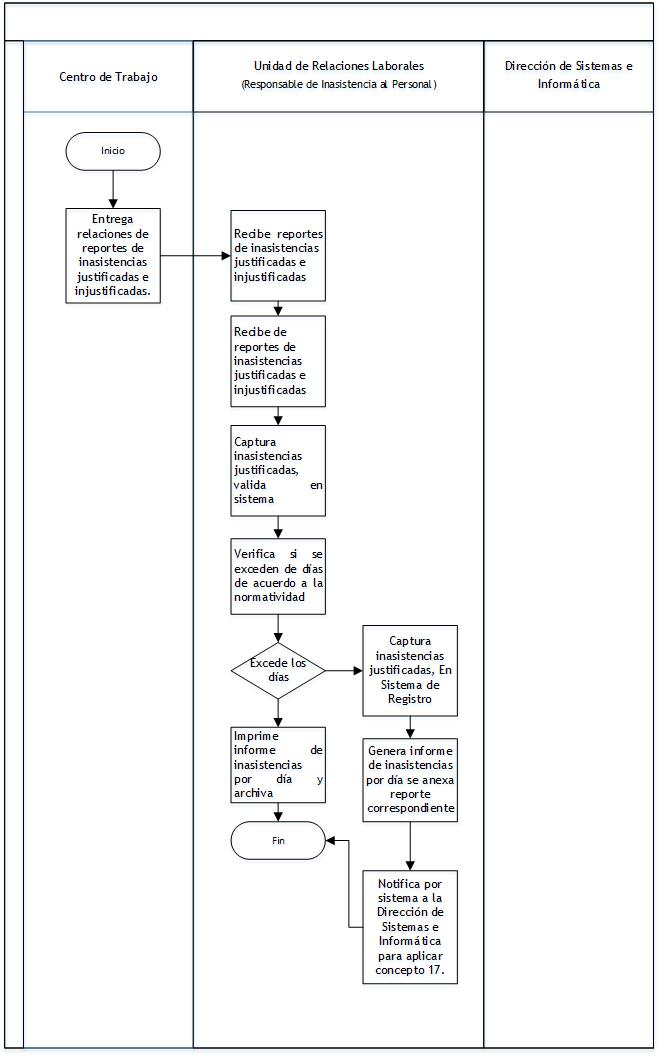 Centro de Trabajo
Unidad de Relaciones Laborales
(Responsable de Inasistencia al Personal)
Dirección de Sistemas e
Informática
Inicio
Entrega
relaciones de
reportes de
inasistencias
justificadas e
injustificadas.
Recibe reportes
de inasistencias
justificadas e
injustificadas
Recibe de
reportes de
inasistencias
justificadas e
injustificadas
Captura
inasistencias
justificadas,
valida en
sistema
Verifica si se
exceden de días
de acuerdo a la
normatividad
Excede los
días
Captura
inasistencias
justificadas, En
Sistema de
Registro
Imprime
informe de
inasistencias
por día y
archiva
Genera informe
de inasistencias
por día se anexa
reporte
correspondiente
Fin
Notifica por
sistema a la
Dirección de
Sistemas e
Informática
para aplicar
concepto 17.